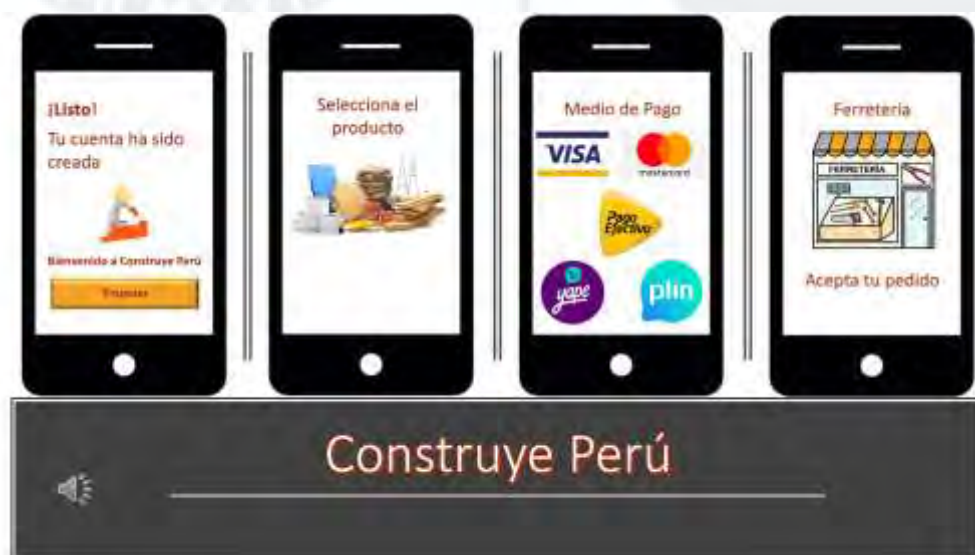 ¡Listo!
Tu cuenta ha sido
creada
Bienvenido a Construye Perú
Selecciona el
producto
Medio de Pago
VISA
mastercard
Pago
Efectivo
yape
plin
Ferretería
FERRETERÍA
Acepta tu pedido
Construye Perú